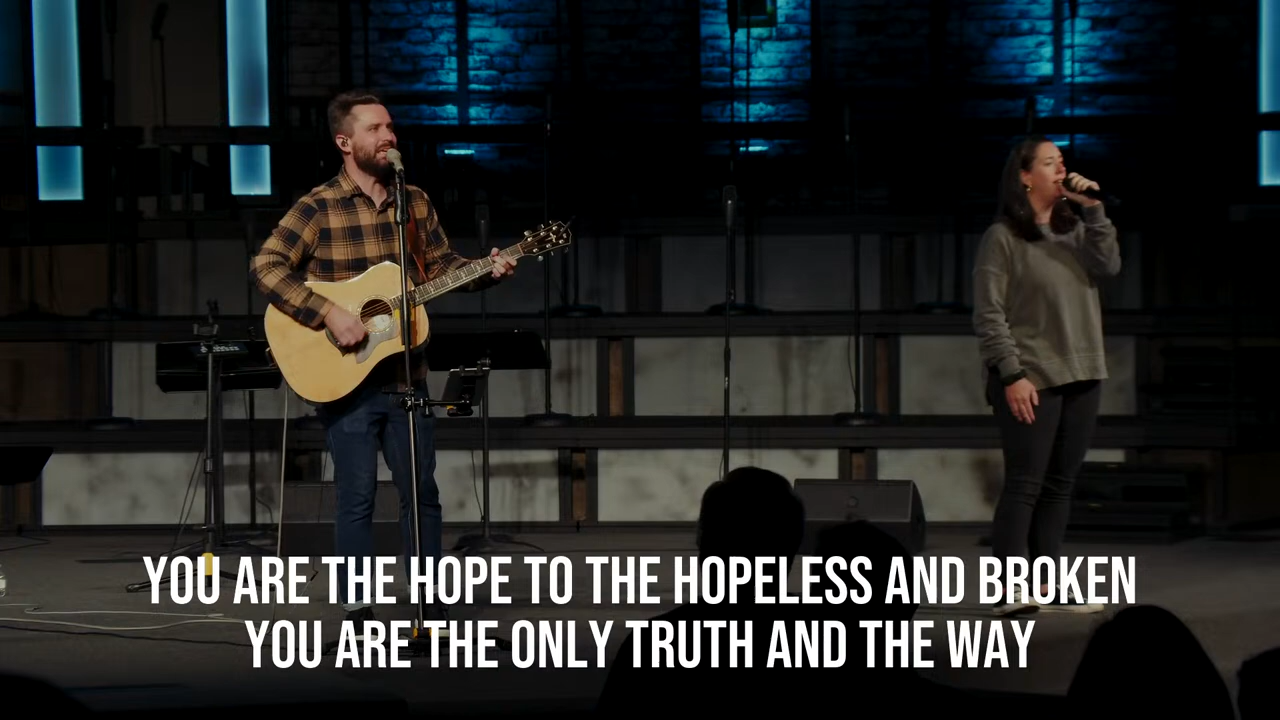 YOU ARE THE HOPE TO THE HOPELESS AND BROKEN
YOU ARE THE ONLY TRUTH AND THE WAY